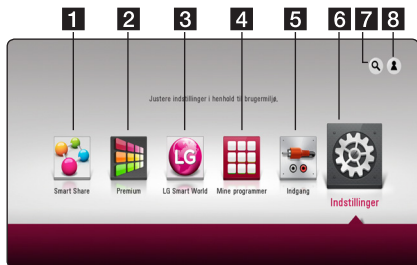 1 2 3 4 5 6 7 8
Justere indstillinger i henhold til brugermiljø.
LG
Smart Share Premium LG Smart World Mine programmer Indgang
Indstillinger